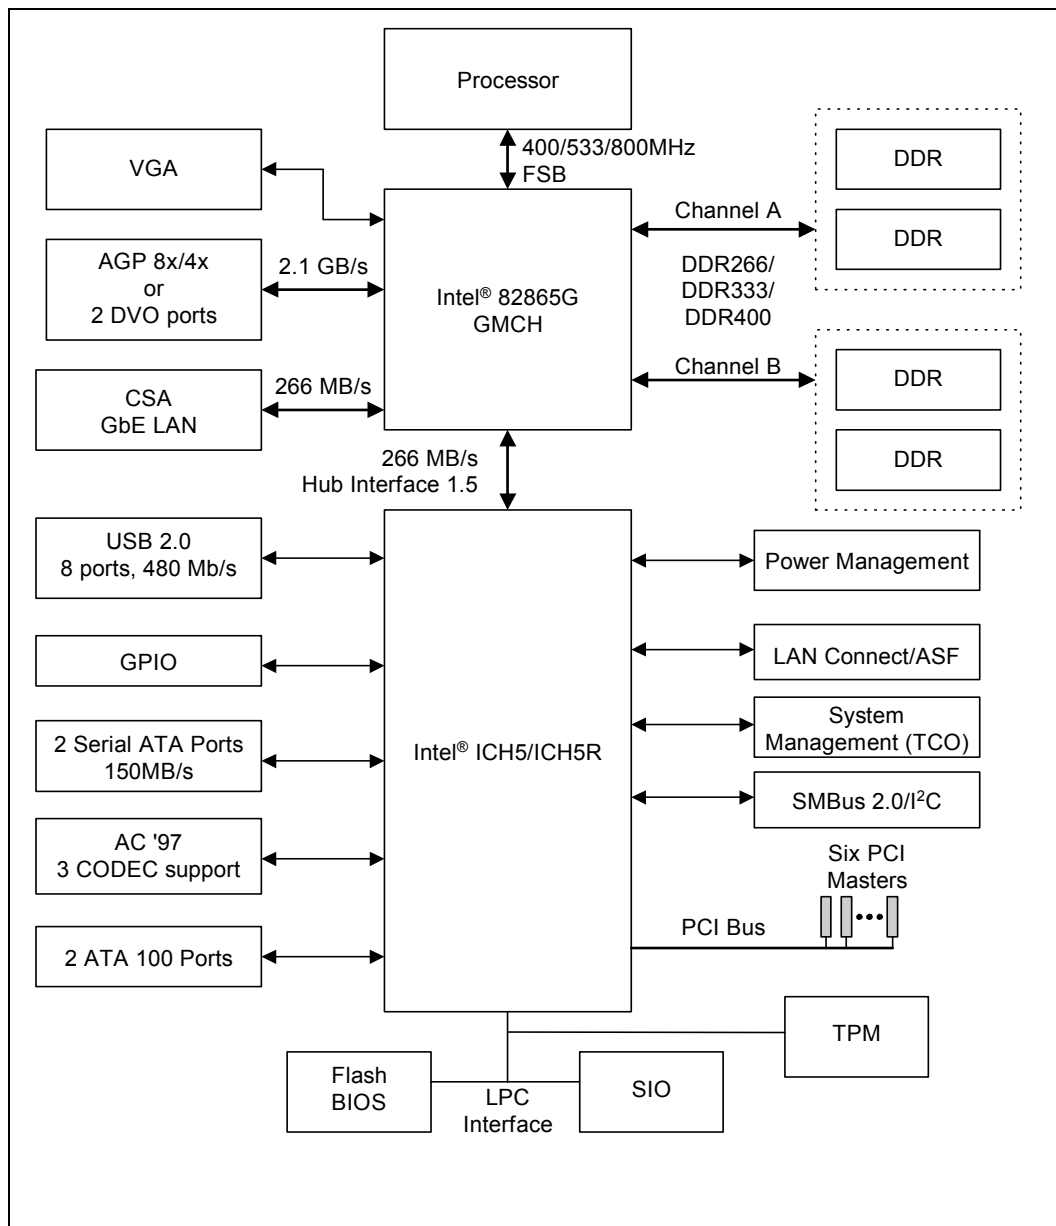 Processor
400/533/800MHz
FSB
VGA
AGP 8x/4x
or
2 DVO ports
2.1 GB/s
CSA
GbE LAN
266 MB/s
Intel® 82865G
GMCH
Channel A
DDR266/
DDR333/
DDR400
Channel B
DDR
DDR
DDR
DDR
266 MB/s
Hub Interface 1.5
USB 2.0
8 ports, 480 Mb/s
GPIO
2 Serial ATA Ports
150MB/s
AC '97
3 CODEC support
2 ATA 100 Ports
Intel® ICH5/ICH5R
Power Management
LAN Connect/ASF
System
Management (TCO)
SMBus 2.0/I²C
Six PCI
Masters
PCI Bus
TPM
Flash
BIOS
LPC
Interface
SIO